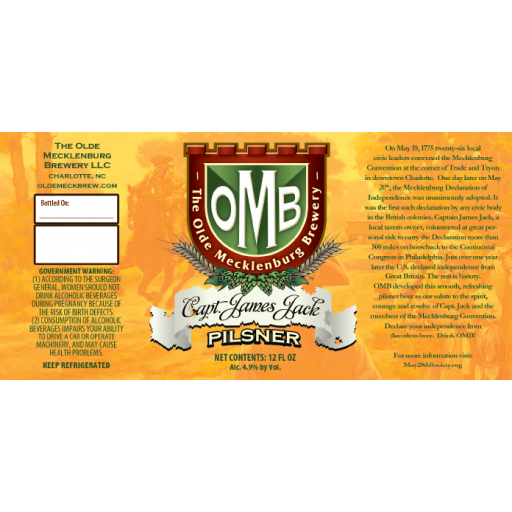 The Olde
Mecklenburg
Brewery LLC
Charlotte, NC
oldemeckbrew.com
Bottled On:
GOVERNMENT WARNING:
(1) ACCORDING TO THE SURGEON
GENERAL, WOMEN SHOULD NOT
DRINK ALCOHOLIC BEVERAGES
DURING PREGNANCY BECAUSE OF
THE RISK OF BIRTH DEFECTS.
(2) CONSUMPTION OF ALCOHOLIC
BEVERAGES IMPAIRS YOUR ABILITY
TO DRIVE A CAR OR OPERATE
MACHINERY, AND MAY CAUSE
HEALTH PROBLEMS.
KEEP REFRIGERATED
OMB
- The Olde Mecklenburg Brewery -
TM
Capt. James Jack
PILSNER
NET CONTENTS: 12 FL OZ
Alc. 4.9% by Vol.
On May 19, 1775 twenty-six local
civic leaders convened the Mecklenburg
Convention at the corner of Trade and Tryon
in downtown Charlotte. One day later on May
20th, the Mecklenburg Declaration of
Independence was unanimously adopted. It
was the first such declaration by any civic body
in the British colonies. Captain James Jack, a
local tavern owner, volunteered at great per-
sonal risk to carry the Declaration more than
500 miles on horseback to the Continental
Congress in Philadelphia. Just over one year
later the U.S. declared independence from
Great Britain. The rest is history.
OMB developed this smooth, refreshing
pilsner beer as our salute to the spirit,
courage and resolve of Capt. Jack and the
members of the Mecklenburg Convention.
Declare your independence from
flavorless beer. Drink OMB!
For more information visit:
May20thSociety.org